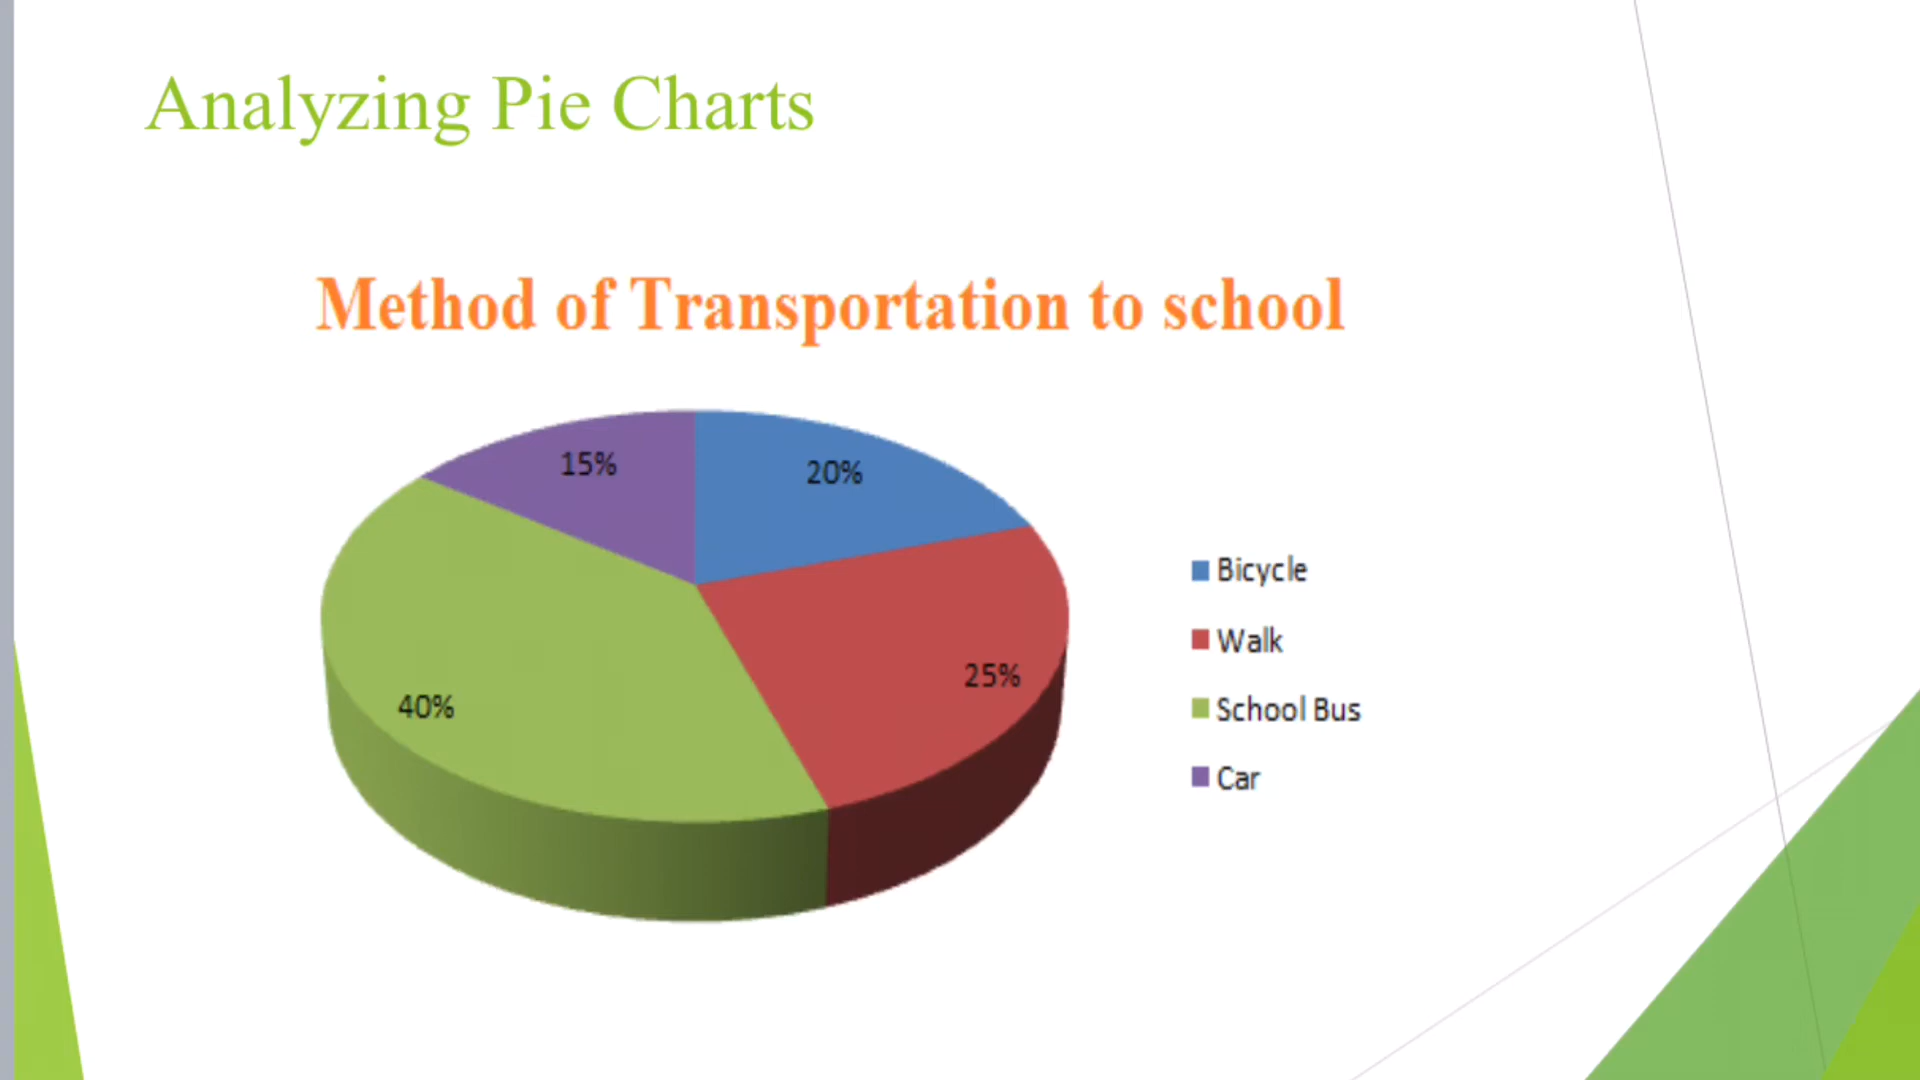 Analyzing Pie Charts
Method of Transportation to school
15%
20%
25%
40%
Bicycle
Walk
School Bus
Car